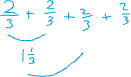 2/3 + 2/3 + 2/3 + 2/3
1 1/3